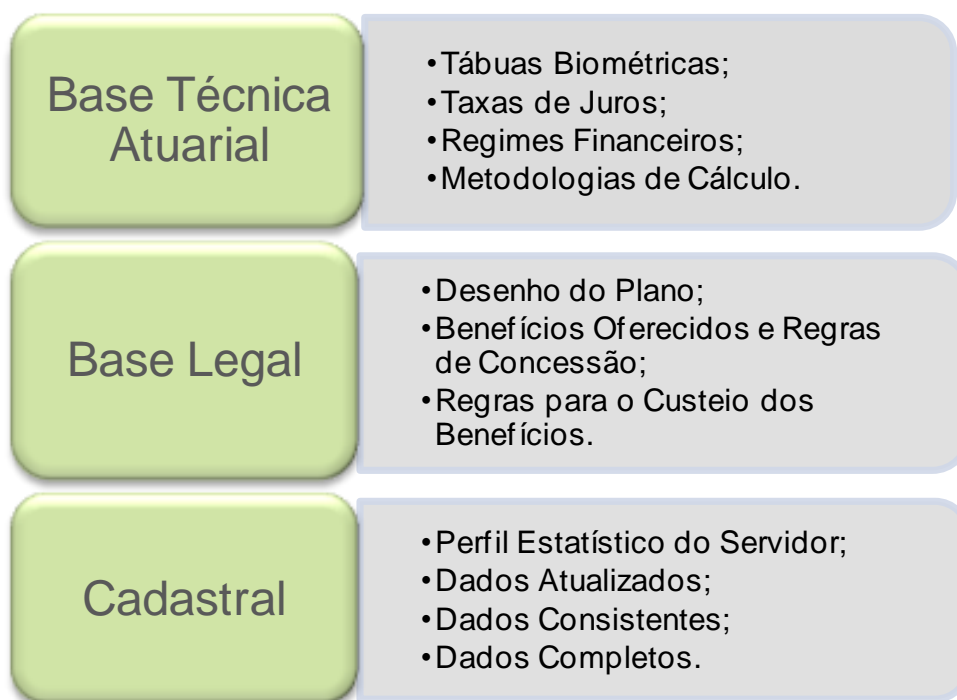 Base Técnica
Atuarial
•Tábuas Biométricas;
•Taxas de Juros;
•Regimes Financeiros;
•Metodologias de Cálculo.
Base Legal
•Desenho do Plano;
•Benefícios Oferecidos e Regras
de Concessão;
•Regras para o Custeio dos
Benefícios.
Cadastral
•Perfil Estatístico do Servidor;
•Dados Atualizados;
•Dados Consistentes;
•Dados Completos.